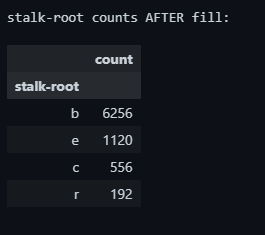 stalk-root counts AFTER fill:
count
stalk-root
b 6256
e 1120
c 556
r 192